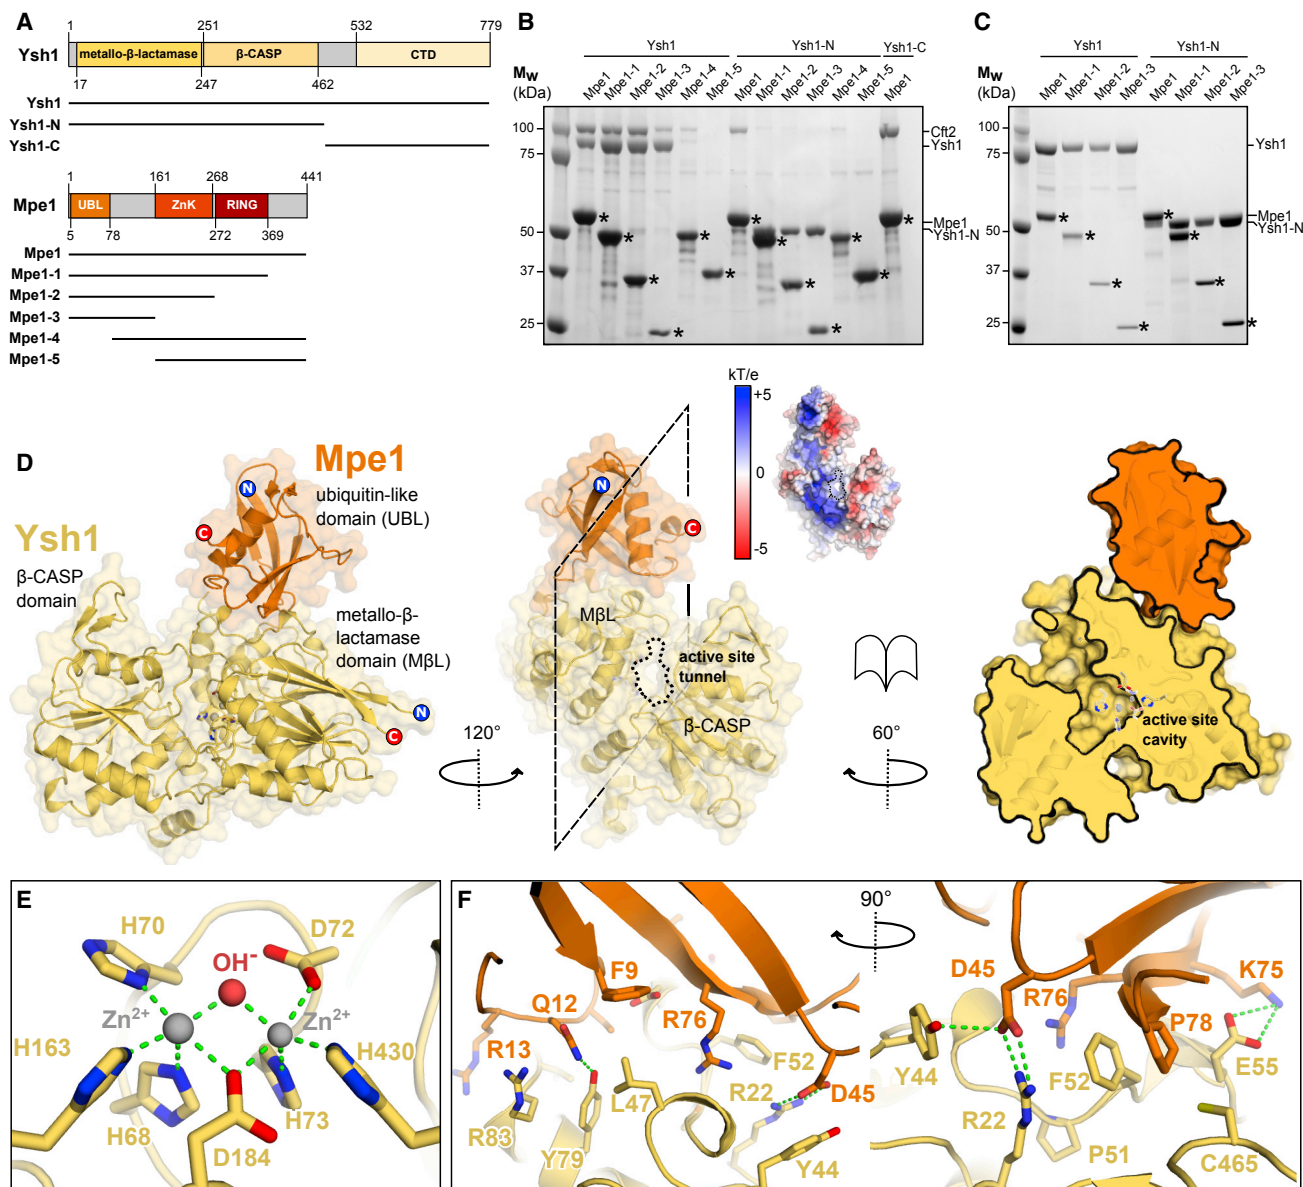 A
1
251
532
779
Ysh1
metallo-β-lactamase
β-CASP
CTD
17
247
462
Ysh1
Ysh1-N
Ysh1-C
1
161
268
441
Mpe1
UBL
ZnK
RING
5
78
272
369
Mpe1
Mpe1-1
Mpe1-2
Mpe1-3
Mpe1-4
Mpe1-5
B
Ysh1
Ysh1-N
Ysh1-C
Mw
(kDa)
Mpe1
Mpe1-1
Mpe1-2
Mpe1-3
Mpe1-4
Mpe1-5
Mpe1
Mpe1-1
Mpe1-2
Mpe1-3
Mpe1-4
Mpe1-5
Mpe1
100
75
50
37
25
Cft2
Ysh1
Mpe1
Ysh1-N
* * * * * * * * * * * * *
C
Ysh1
Ysh1-N
Mw
(kDa)
Mpe1
Mpe1-1
Mpe1-2
Mpe1-3
Mpe1
Mpe1-1
Mpe1-2
Mpe1-3
100
75
50
37
25
Ysh1
Mpe1
Ysh1-N
* * * * * * * *
D
Mpe1
ubiquitin-like
domain (UBL)
N
C
Ysh1
β-CASP
domain
metallo-β-
lactamase
domain (MβL)
N
C
120°
kT/e
+5
0
-5
N
C
MβL
active site
tunnel
β-CASP
60°
active site
cavity
E
H70
D72
OH-
Zn2+
Zn2+
H163
H430
H68
H73
D184
F
F9
Q12
R13
R76
F52
R22
D45
L47
R83
Y79
Y44
90°
D45
R76
K75
P78
Y44
F52
E55
R22
P51
C465